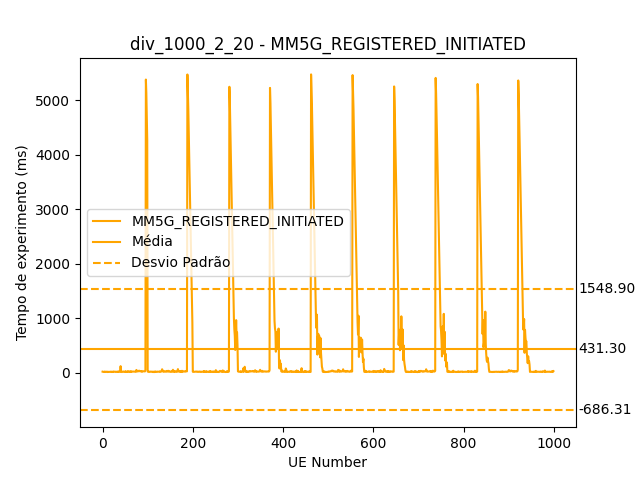 div_1000_2_20 - MM5G_REGISTERED_INITIATED
Tempo de experimento (ms)
5000
4000
3000
2000
1000
0
MM5G_REGISTERED_INITIATED
Média
Desvio Padrão
1548.90
431.30
-686.31
0
200
400
600
800
1000
UE Number